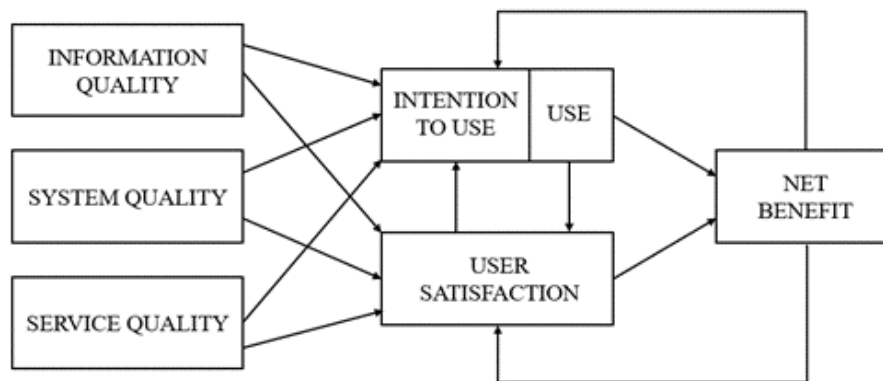 INFORMATION
QUALITY
INTENTION
TO USE
USE
SYSTEM QUALITY
NET
BENEFIT
USER
SATISFACTION
SERVICE QUALITY